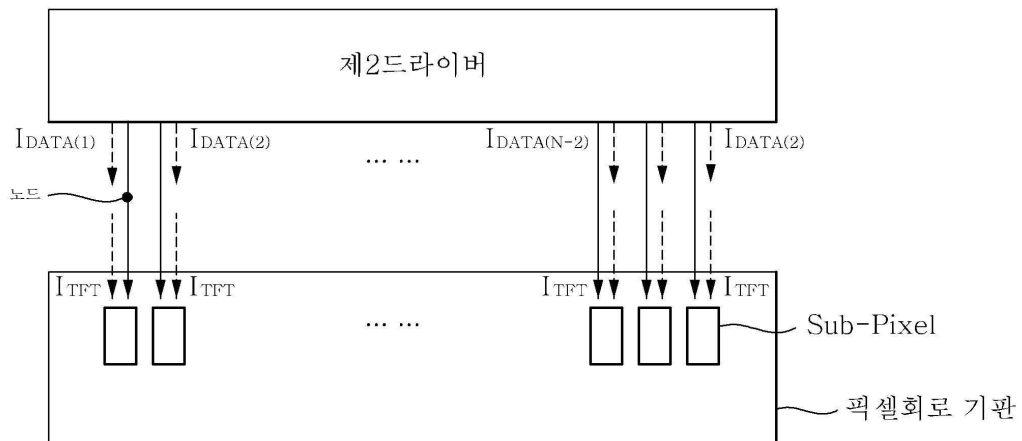 제2드라이버
IDATA(1) IDATA(2) ... ... IDATA(N-2) IDATA(2)
노드
ITFT ITFT ITFT ITFT
... ...
Sub-Pixel
픽셀회로 기판